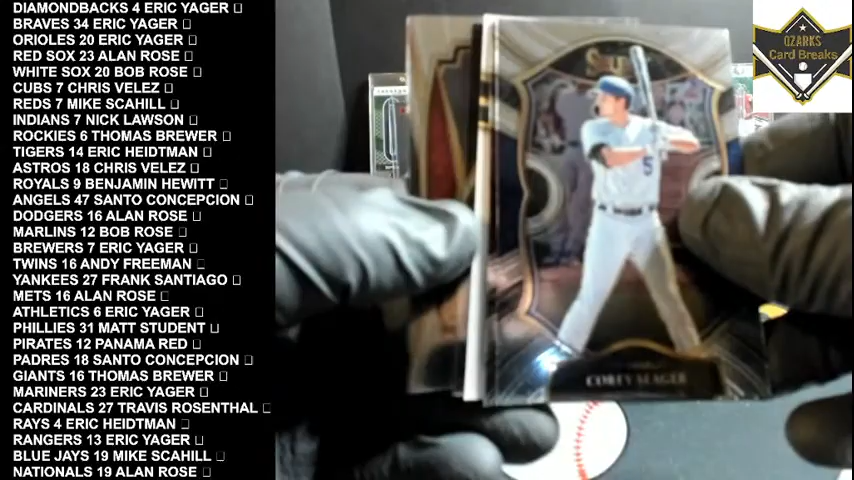 DIAMONDBACKS 4 ERIC YAGER
BRAVES 34 ERIC YAGER
ORIOLES 20 ERIC YAGER
RED SOX 23 ALAN ROSE
WHITE SOX 20 BOB ROSE
CUBS 7 CHRIS VELEZ
REDS 7 MIKE SCAHILL
INDIANS 7 NICK LAWSON
ROCKIES 6 THOMAS BREWER
TIGERS 14 ERIC HEIDTMAN
ASTROS 18 CHRIS VELEZ
ROYALS 9 BENJAMIN HEWITT
ANGELS 47 SANTO CONCEPCION
DODGERS 16 ALAN ROSE
MARLINS 12 BOB ROSE
BREWERS 7 ERIC YAGER
TWINS 16 ANDY FREEMAN
YANKEES 27 FRANK SANTIAGO
METS 16 ALAN ROSE
ATHLETICS 6 ERIC YAGER
PHILLIES 31 MATT STUDENT
PIRATES 12 PANAMA RED
PADRES 18 SANTO CONCEPCION
GIANTS 16 THOMAS BREWER
MARINERS 23 ERIC YAGER
CARDINALS 27 TRAVIS ROSENTHAL
RAYS 4 ERIC HEIDTMAN
RANGERS 13 ERIC YAGER
BLUE JAYS 19 MIKE SCAHILL
NATIONALS 19 ALAN ROSE
OZARKS
Card Breaks
5
COREY SEAGER